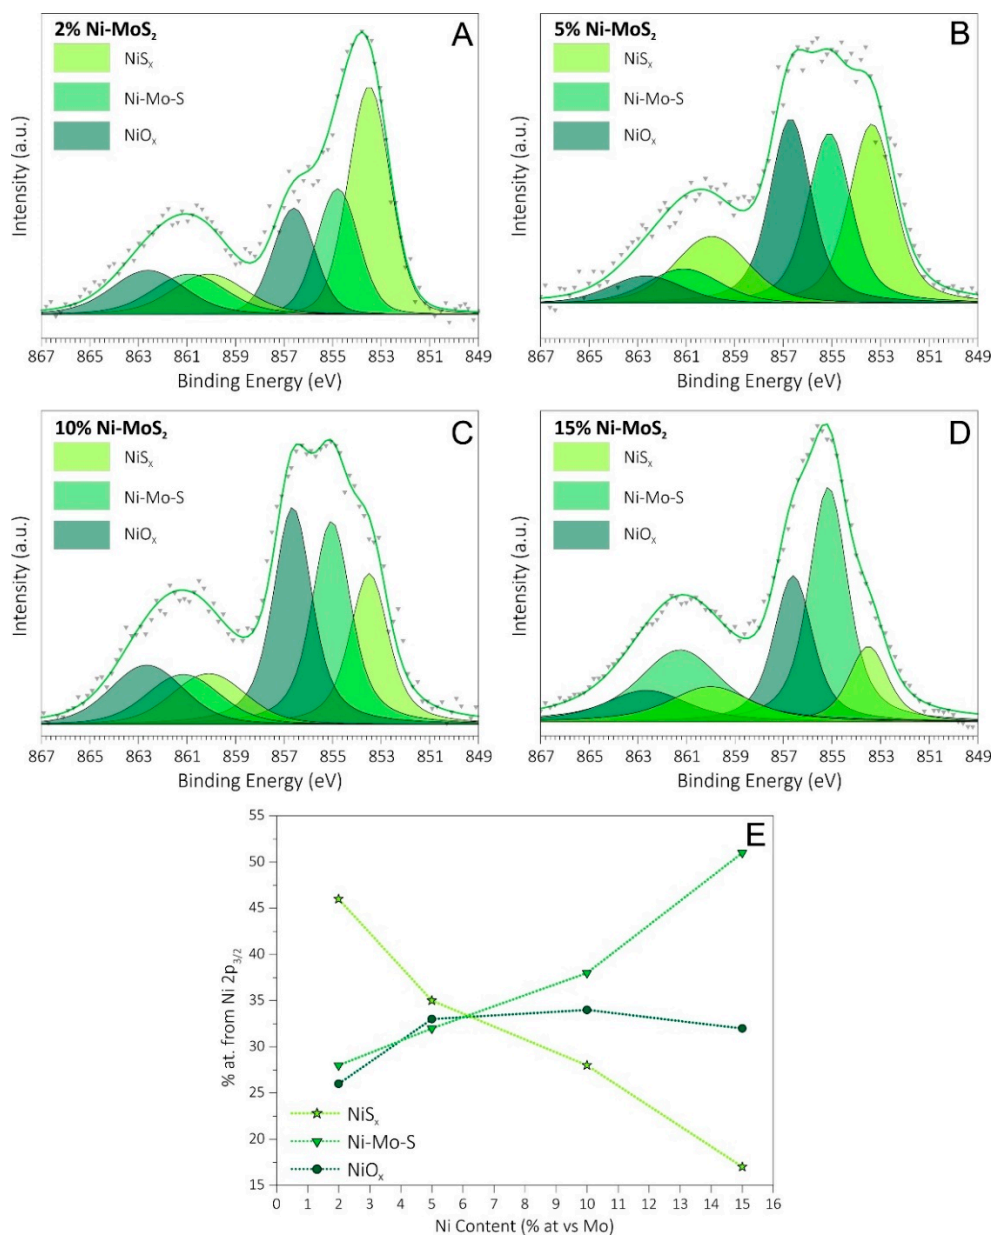 2% Ni-MoS₂
A
NiSₓ
Ni-Mo-S
NiOₓ
Intensity (a.u.)
867 865 863 861 859 857 855 853 851 849
Binding Energy (eV)
5% Ni-MoS₂
B
NiSₓ
Ni-Mo-S
NiOₓ
Intensity (a.u.)
867 865 863 861 859 857 855 853 851 849
Binding Energy (eV)
10% Ni-MoS₂
C
NiSₓ
Ni-Mo-S
NiOₓ
Intensity (a.u.)
867 865 863 861 859 857 855 853 851 849
Binding Energy (eV)
15% Ni-MoS₂
D
NiSₓ
Ni-Mo-S
NiOₓ
Intensity (a.u.)
867 865 863 861 859 857 855 853 851 849
Binding Energy (eV)
E
55
50
45
40
35
30
25
20
15
% at. from Ni 2p₃/₂
NiSₓ
Ni-Mo-S
NiOₓ
0 1 2 3 4 5 6 7 8 9 10 11 12 13 14 15 16
Ni Content (% at vs Mo)